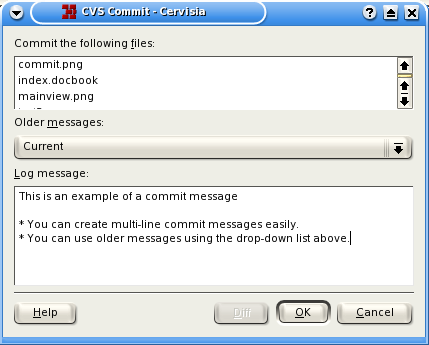 CVS Commit - Cervisia
?
Commit the following files:
commit.png
index.docbook
mainview.png
Older messages:
Current
Log message:
This is an example of a commit message
* You can create multi-line commit messages easily.
* You can use older messages using the drop-down list above.
Help Diff OK Cancel